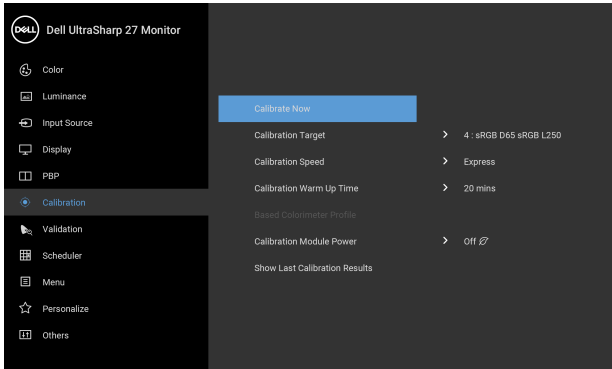 DELL Dell UltraSharp 27 Monitor
Color
Luminance
Input Source
Display
PBP
Calibration
Validation
Scheduler
Menu
Personalize
Others
Calibrate Now
Calibration Target 4 : sRGB D65 sRGB L250
Calibration Speed Express
Calibration Warm Up Time 20 mins
Based Colorimeter Profile
Calibration Module Power Off
Show Last Calibration Results